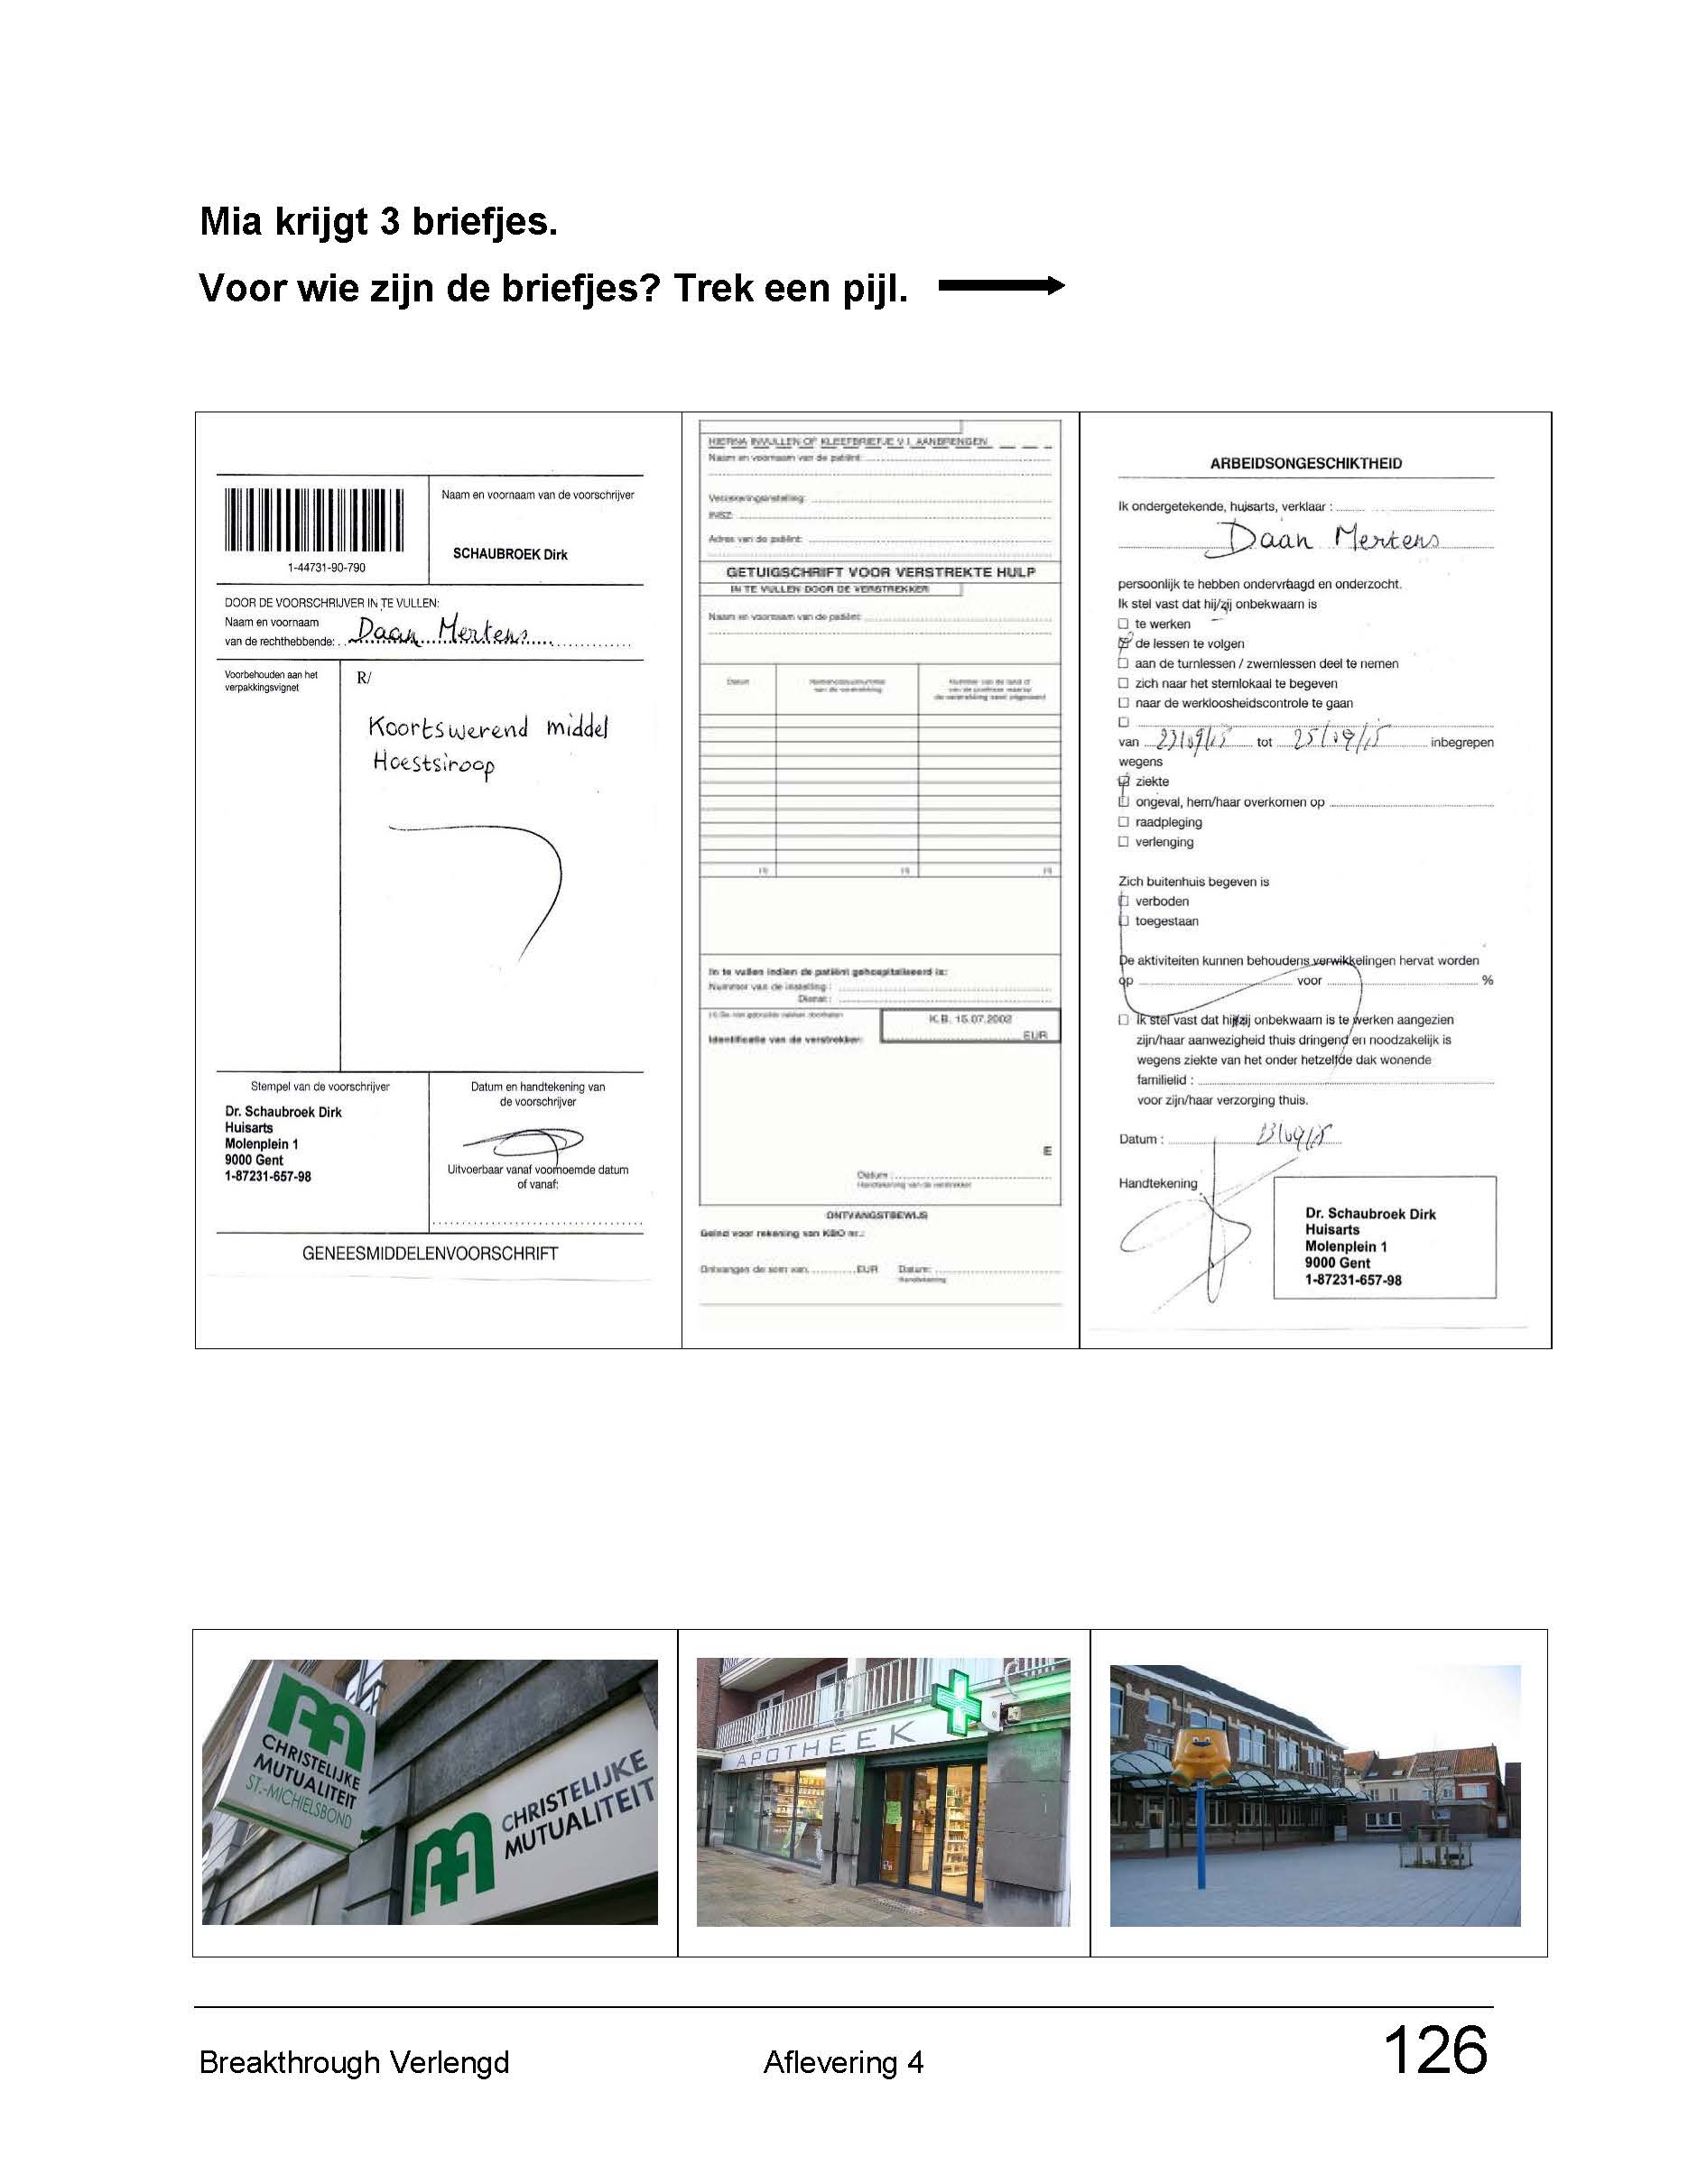 Mia krijgt 3 briefjes.
Voor wie zijn de briefjes? Trek een pijl.
1-44731-90-790
Naam en voornaam van de voorschrijver
SCHAUBROEK Dirk
DOOR DE VOORSCHRIJVER IN TE VULLEN:
Naam en voornaam
van de rechthebbende: Daan Mertens
Voorbehouden aan het
verpakkingsvignet
R/
Koortswerend middel
Hoestsiroop
Stempel van de voorschrijver
Dr. Schaubroek Dirk
Huisarts
Molenplein 1
9000 Gent
1-87231-657-98
Datum en handtekening van
de voorschrijver
Uitvoerbaar vanaf voornoemde datum
of vanaf:
GENEESMIDDELENVOORSCHRIFT
HIERNA INVULLEN OF KLEEFBRIEFJE V.I. AANBRENGEN
Naam en voornaam van de patiënt:
Verzekeringsinstelling:
INSZ:
Adres van de patiënt:
GETUIGSCHRIFT VOOR VERSTREKTE HULP
IN TE VULLEN DOOR DE VERSTREKKER
Naam en voornaam van de patiënt:
Datum
In te vullen indien de patiënt gehospitaliseerd is:
Nummer van de instelling :
Dienst :
K.B. 15.07.2002
EUR
Identificatie van de verstrekker:
E
Datum :
Handtekening van de verstrekker
ONTVANGSTBEWIJS
Geïnd voor rekening van KBO nr.:
Ontvangen de som van EUR Datum:
Handtekening
ARBEIDSONGESCHIKTHEID
Ik ondergetekende, huisarts, verklaar :
Daan Mertens
persoonlijk te hebben ondervraagd en onderzocht.
Ik stel vast dat hij/zij onbekwaam is
te werken
de lessen te volgen
aan de turnlessen / zwemlessen deel te nemen
zich naar het stemlokaal te begeven
naar de werkloosheidscontrole te gaan
van 23/09/15 tot 25/09/15 inbegrepen
wegens
ziekte
ongeval, hem/haar overkomen op
raadpleging
verlenging
Zich buitenhuis begeven is
verboden
toegestaan
De aktiviteiten kunnen behoudens verwikkelingen hervat worden
op voor %
Ik stel vast dat hij/zij onbekwaam is te werken aangezien
zijn/haar aanwezigheid thuis dringend en noodzakelijk is
wegens ziekte van het onder hetzelfde dak wonende
familielid :
voor zijn/haar verzorging thuis.
Datum : 23/09/15
Handtekening
Dr. Schaubroek Dirk
Huisarts
Molenplein 1
9000 Gent
1-87231-657-98
CHRISTELIJKE
MUTUALITEIT
ST.-MICHIELSBOND
CHRISTELIJKE
MUTUALITEIT
APOTHEEK
Breakthrough Verlengd Aflevering 4 126